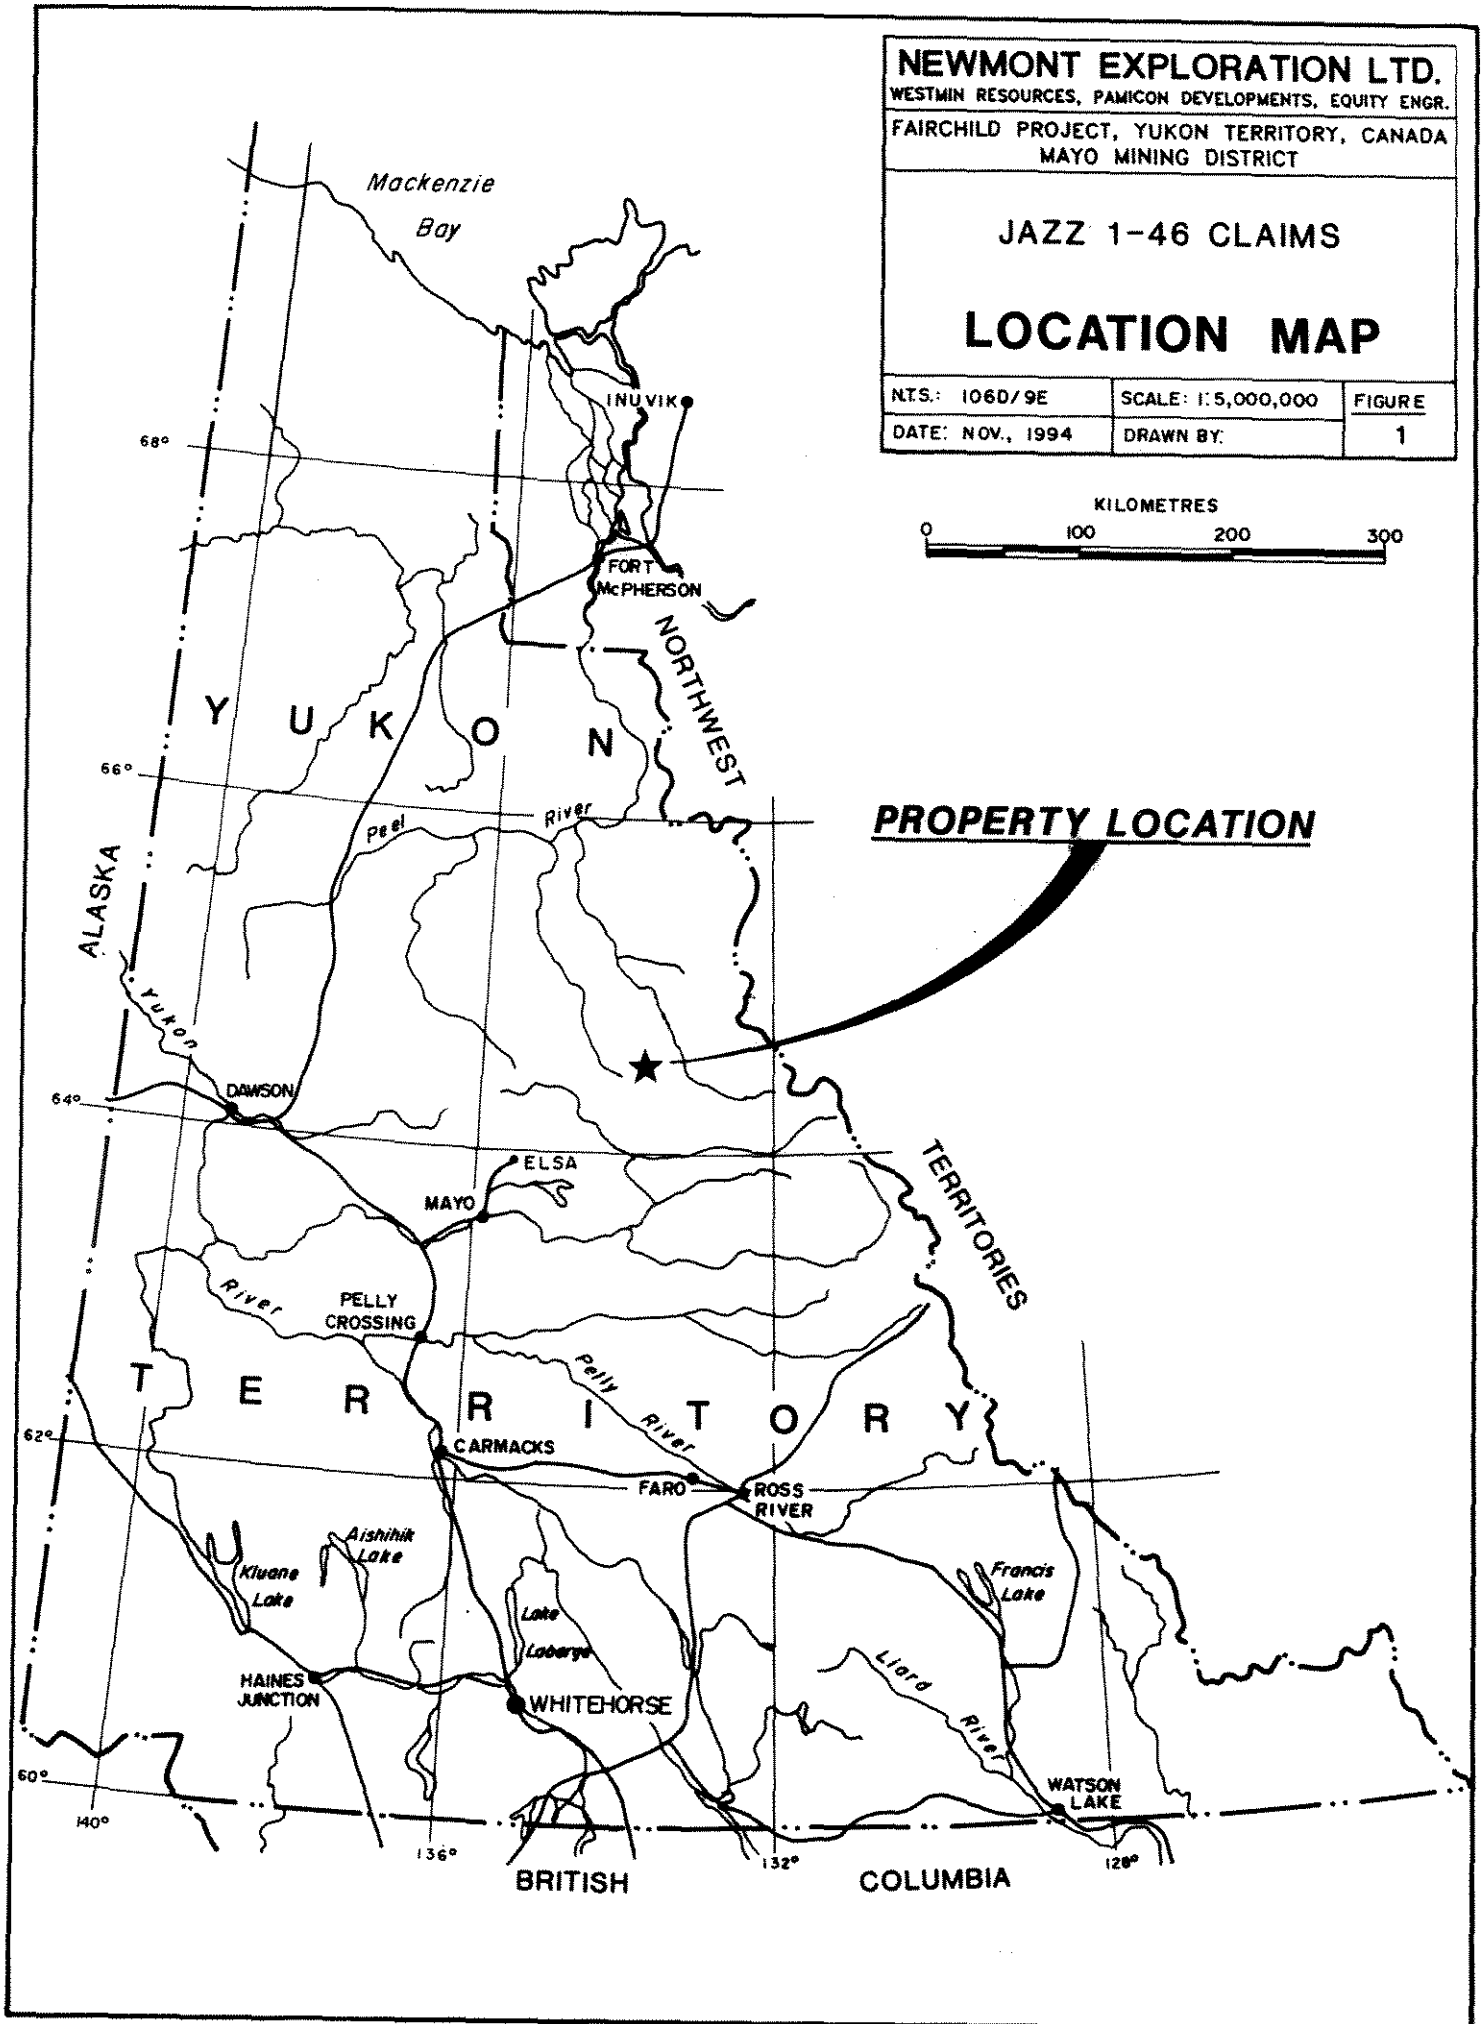 NEWMONT EXPLORATION LTD.
WESTMIN RESOURCES, PAMICON DEVELOPMENTS, EQUITY ENGR.
FAIRCHILD PROJECT, YUKON TERRITORY, CANADA
MAYO MINING DISTRICT
JAZZ 1-46 CLAIMS
LOCATION MAP
N.T.S.: 106D/9E
SCALE: 1:5,000,000
FIGURE
1
DATE: NOV., 1994
DRAWN BY:
KILOMETRES
0 100 200 300
Mackenzie
Bay
INUVIK
68°
FORT
McPHERSON
NORTHWEST
YUKON
66°
Peel River
PROPERTY LOCATION
ALASKA
Yukon
DAWSON
64°
ELSA
MAYO
TERRITORIES
River
PELLY
CROSSING
Pelly
River
TERRITORY
62°
CARMACKS
FARO
ROSS
RIVER
Aishihik
Lake
Kluane
Lake
Francis
Lake
Lake
Laberge
Liard
River
HAINES
JUNCTION
WHITEHORSE
WATSON
LAKE
60°
140°
136°
132°
128°
BRITISH COLUMBIA